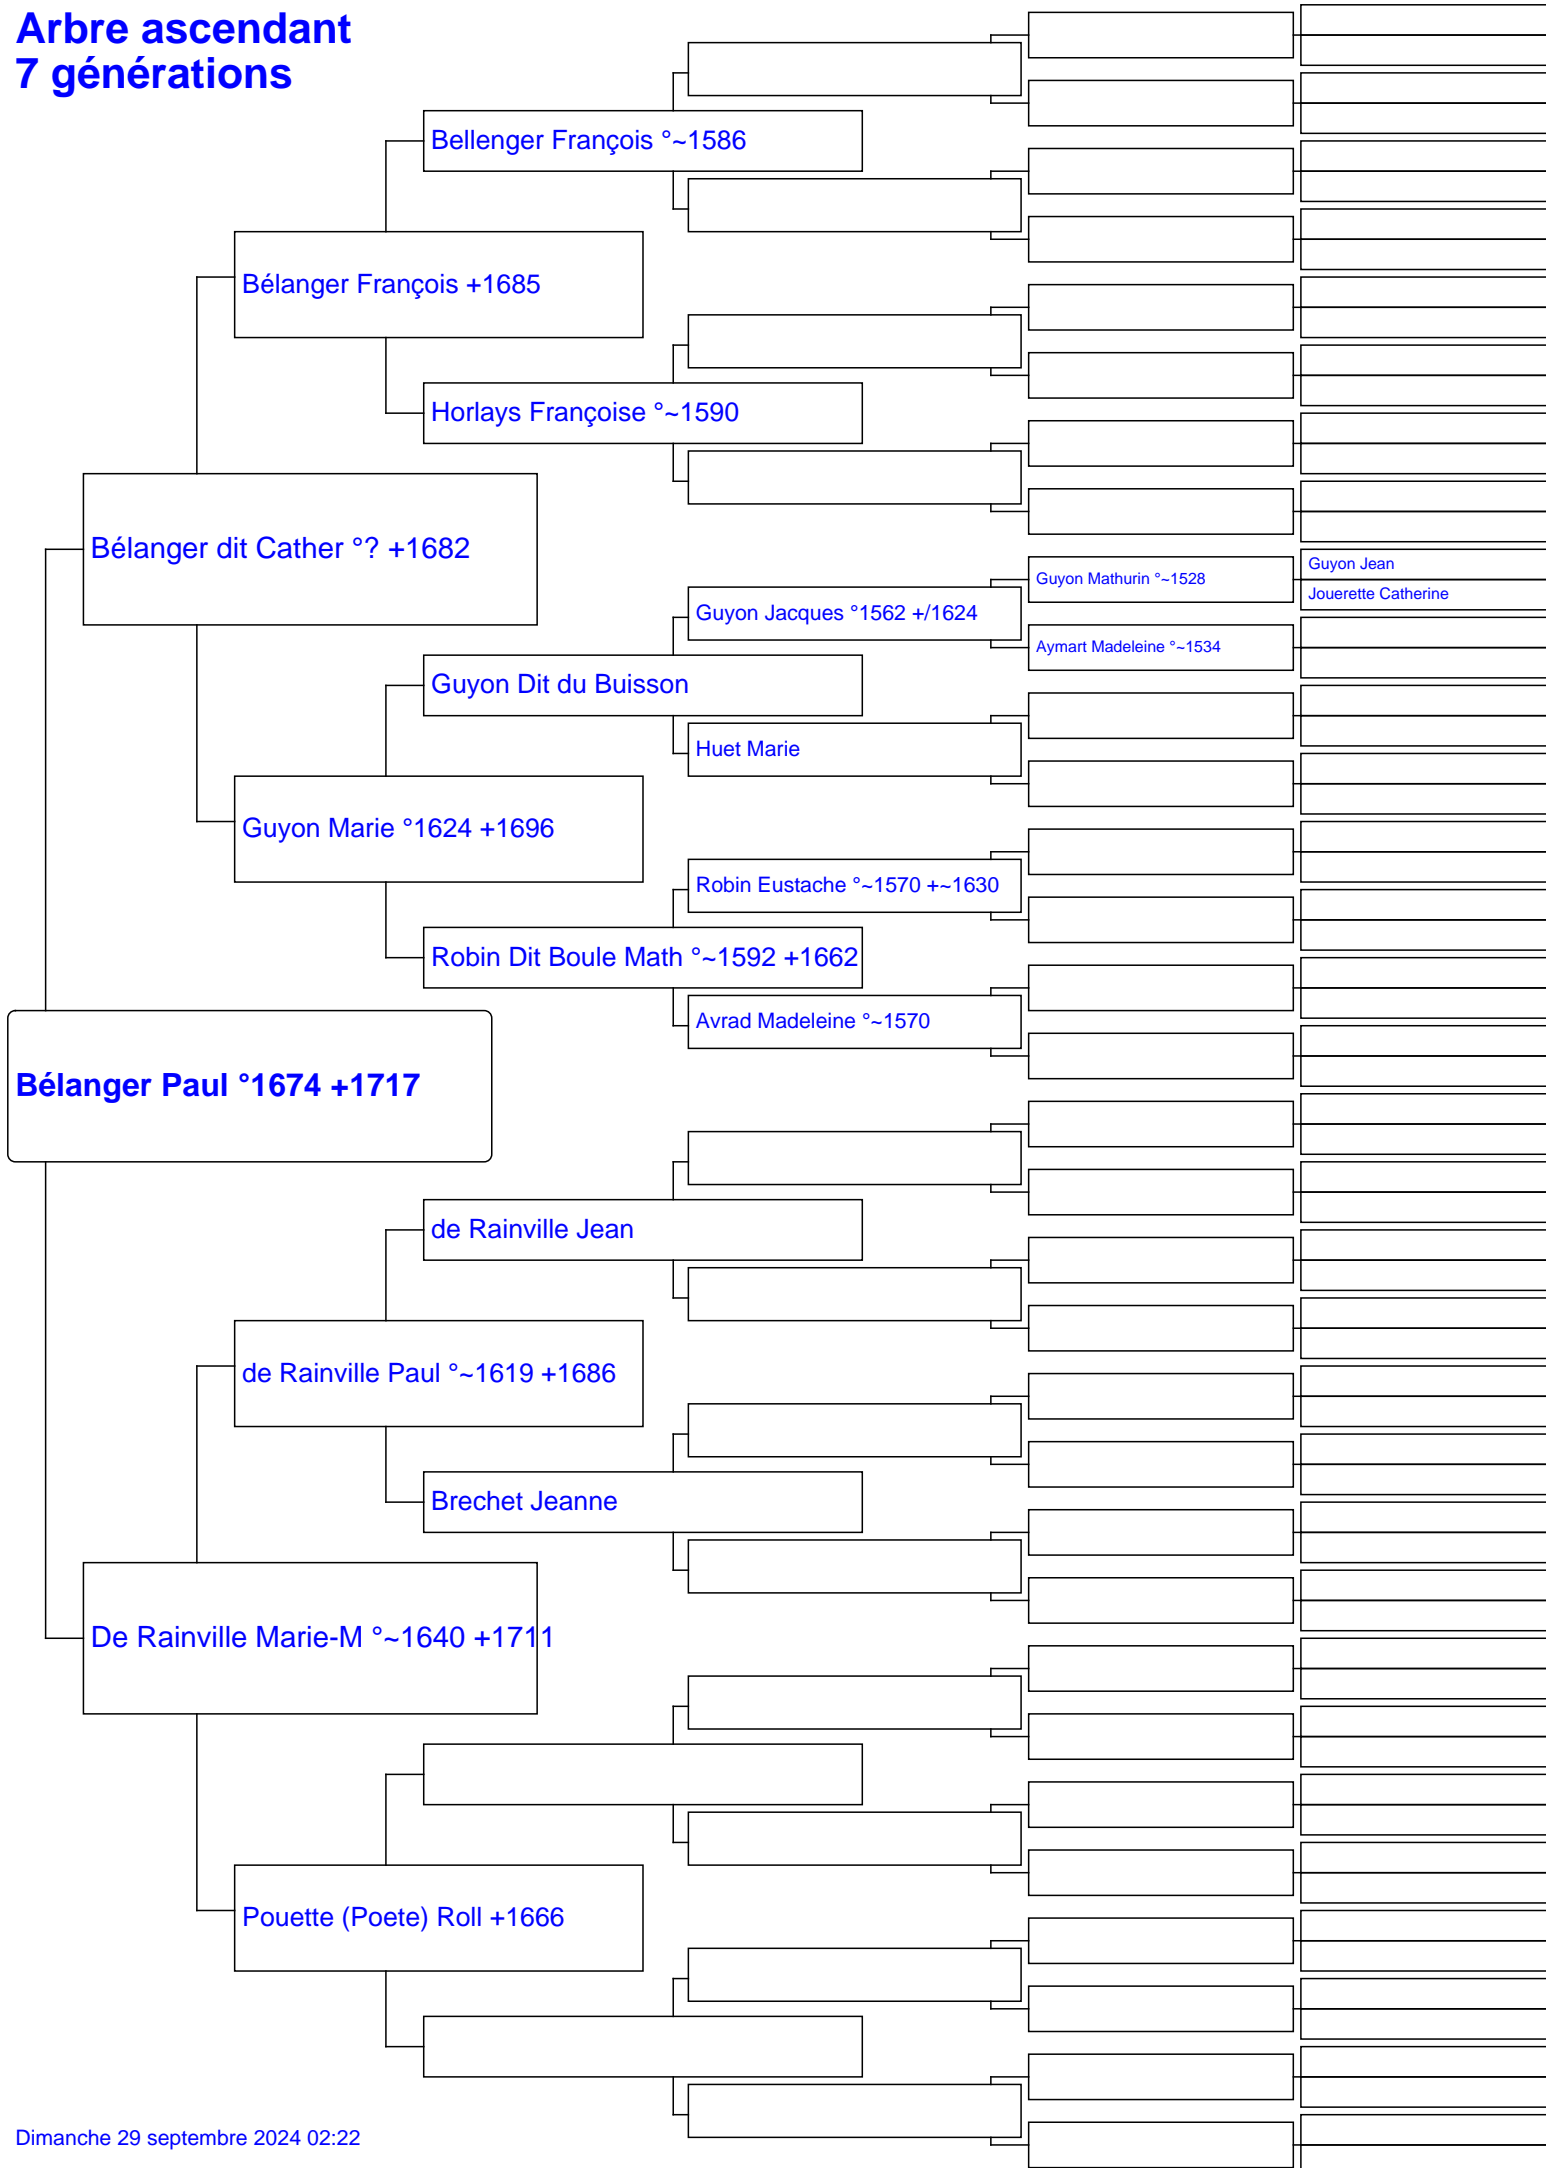 Arbre ascendant
7 générations
Bellenger François °~1586
Bélanger François +1685
Horlays Françoise °~1590
Bélanger dit Cather °? +1682
Guyon Jean
Guyon Mathurin °~1528
Jouerette Catherine
Guyon Jacques °1562 +/1624
Aymart Madeleine °~1534
Guyon Dit du Buisson
Huet Marie
Guyon Marie °1624 +1696
Robin Eustache °~1570 +~1630
Robin Dit Boule Math °~1592 +1662
Avrad Madeleine °~1570
Bélanger Paul °1674 +1717
de Rainville Jean
de Rainville Paul °~1619 +1686
Brechet Jeanne
De Rainville Marie-M °~1640 +1711
Pouette (Poete) Roll +1666
Dimanche 29 septembre 2024 02:22